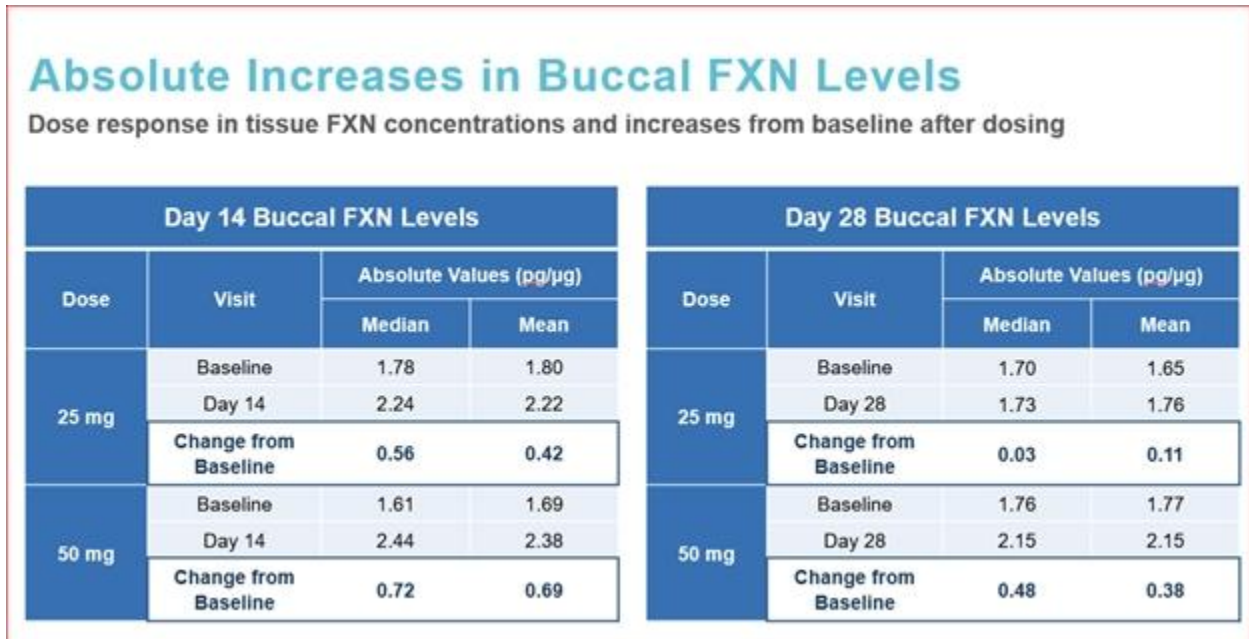 Absolute Increases in Buccal FXN Levels
Dose response in tissue FXN concentrations and increases from baseline after dosing
Day 14 Buccal FXN Levels
Dose
Visit
Absolute Values (pg/µg)
Median
Mean
25 mg
Baseline 1.78 1.80
Day 14 2.24 2.22
Change from
Baseline
0.56 0.42
50 mg
Baseline 1.61 1.69
Day 14 2.44 2.38
Change from
Baseline
0.72 0.69
Day 28 Buccal FXN Levels
Dose
Visit
Absolute Values (pg/µg)
Median
Mean
25 mg
Baseline 1.70 1.65
Day 28 1.73 1.76
Change from
Baseline
0.03 0.11
50 mg
Baseline 1.76 1.77
Day 28 2.15 2.15
Change from
Baseline
0.48 0.38